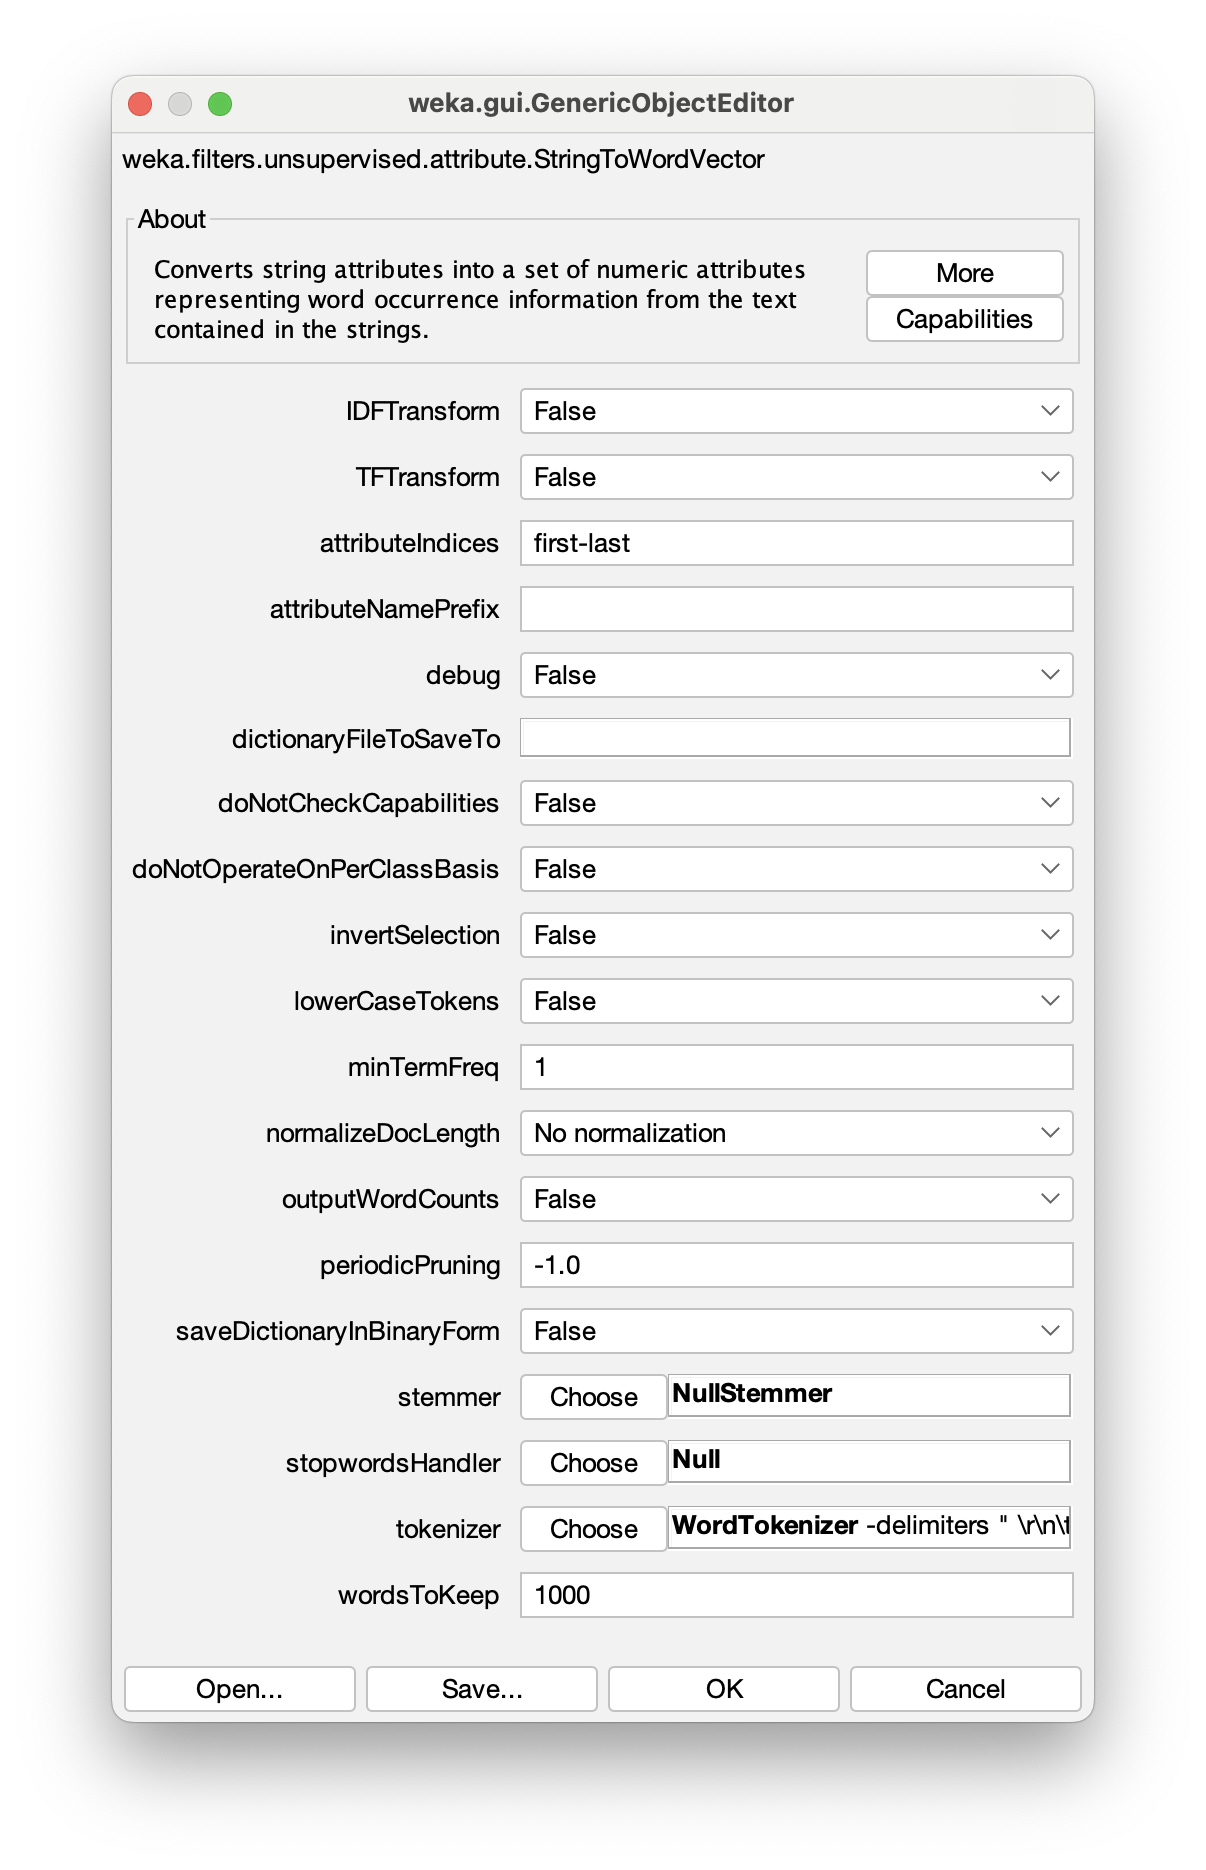 weka.gui.GenericObjectEditor
weka.filters.unsupervised.attribute.StringToWordVector
About
Converts string attributes into a set of numeric attributes
representing word occurrence information from the text
contained in the strings.
More
Capabilities
IDFTransform False
TFTransform False
attributeIndices first-last
attributeNamePrefix
debug False
dictionaryFileToSaveTo
doNotCheckCapabilities False
doNotOperateOnPerClassBasis False
invertSelection False
lowerCaseTokens False
minTermFreq 1
normalizeDocLength No normalization
outputWordCounts False
periodicPruning -1.0
saveDictionaryInBinaryForm False
stemmer Choose NullStemmer
stopwordsHandler Choose Null
tokenizer Choose WordTokenizer -delimiters " \r\n\t
wordsToKeep 1000
Open... Save... OK Cancel